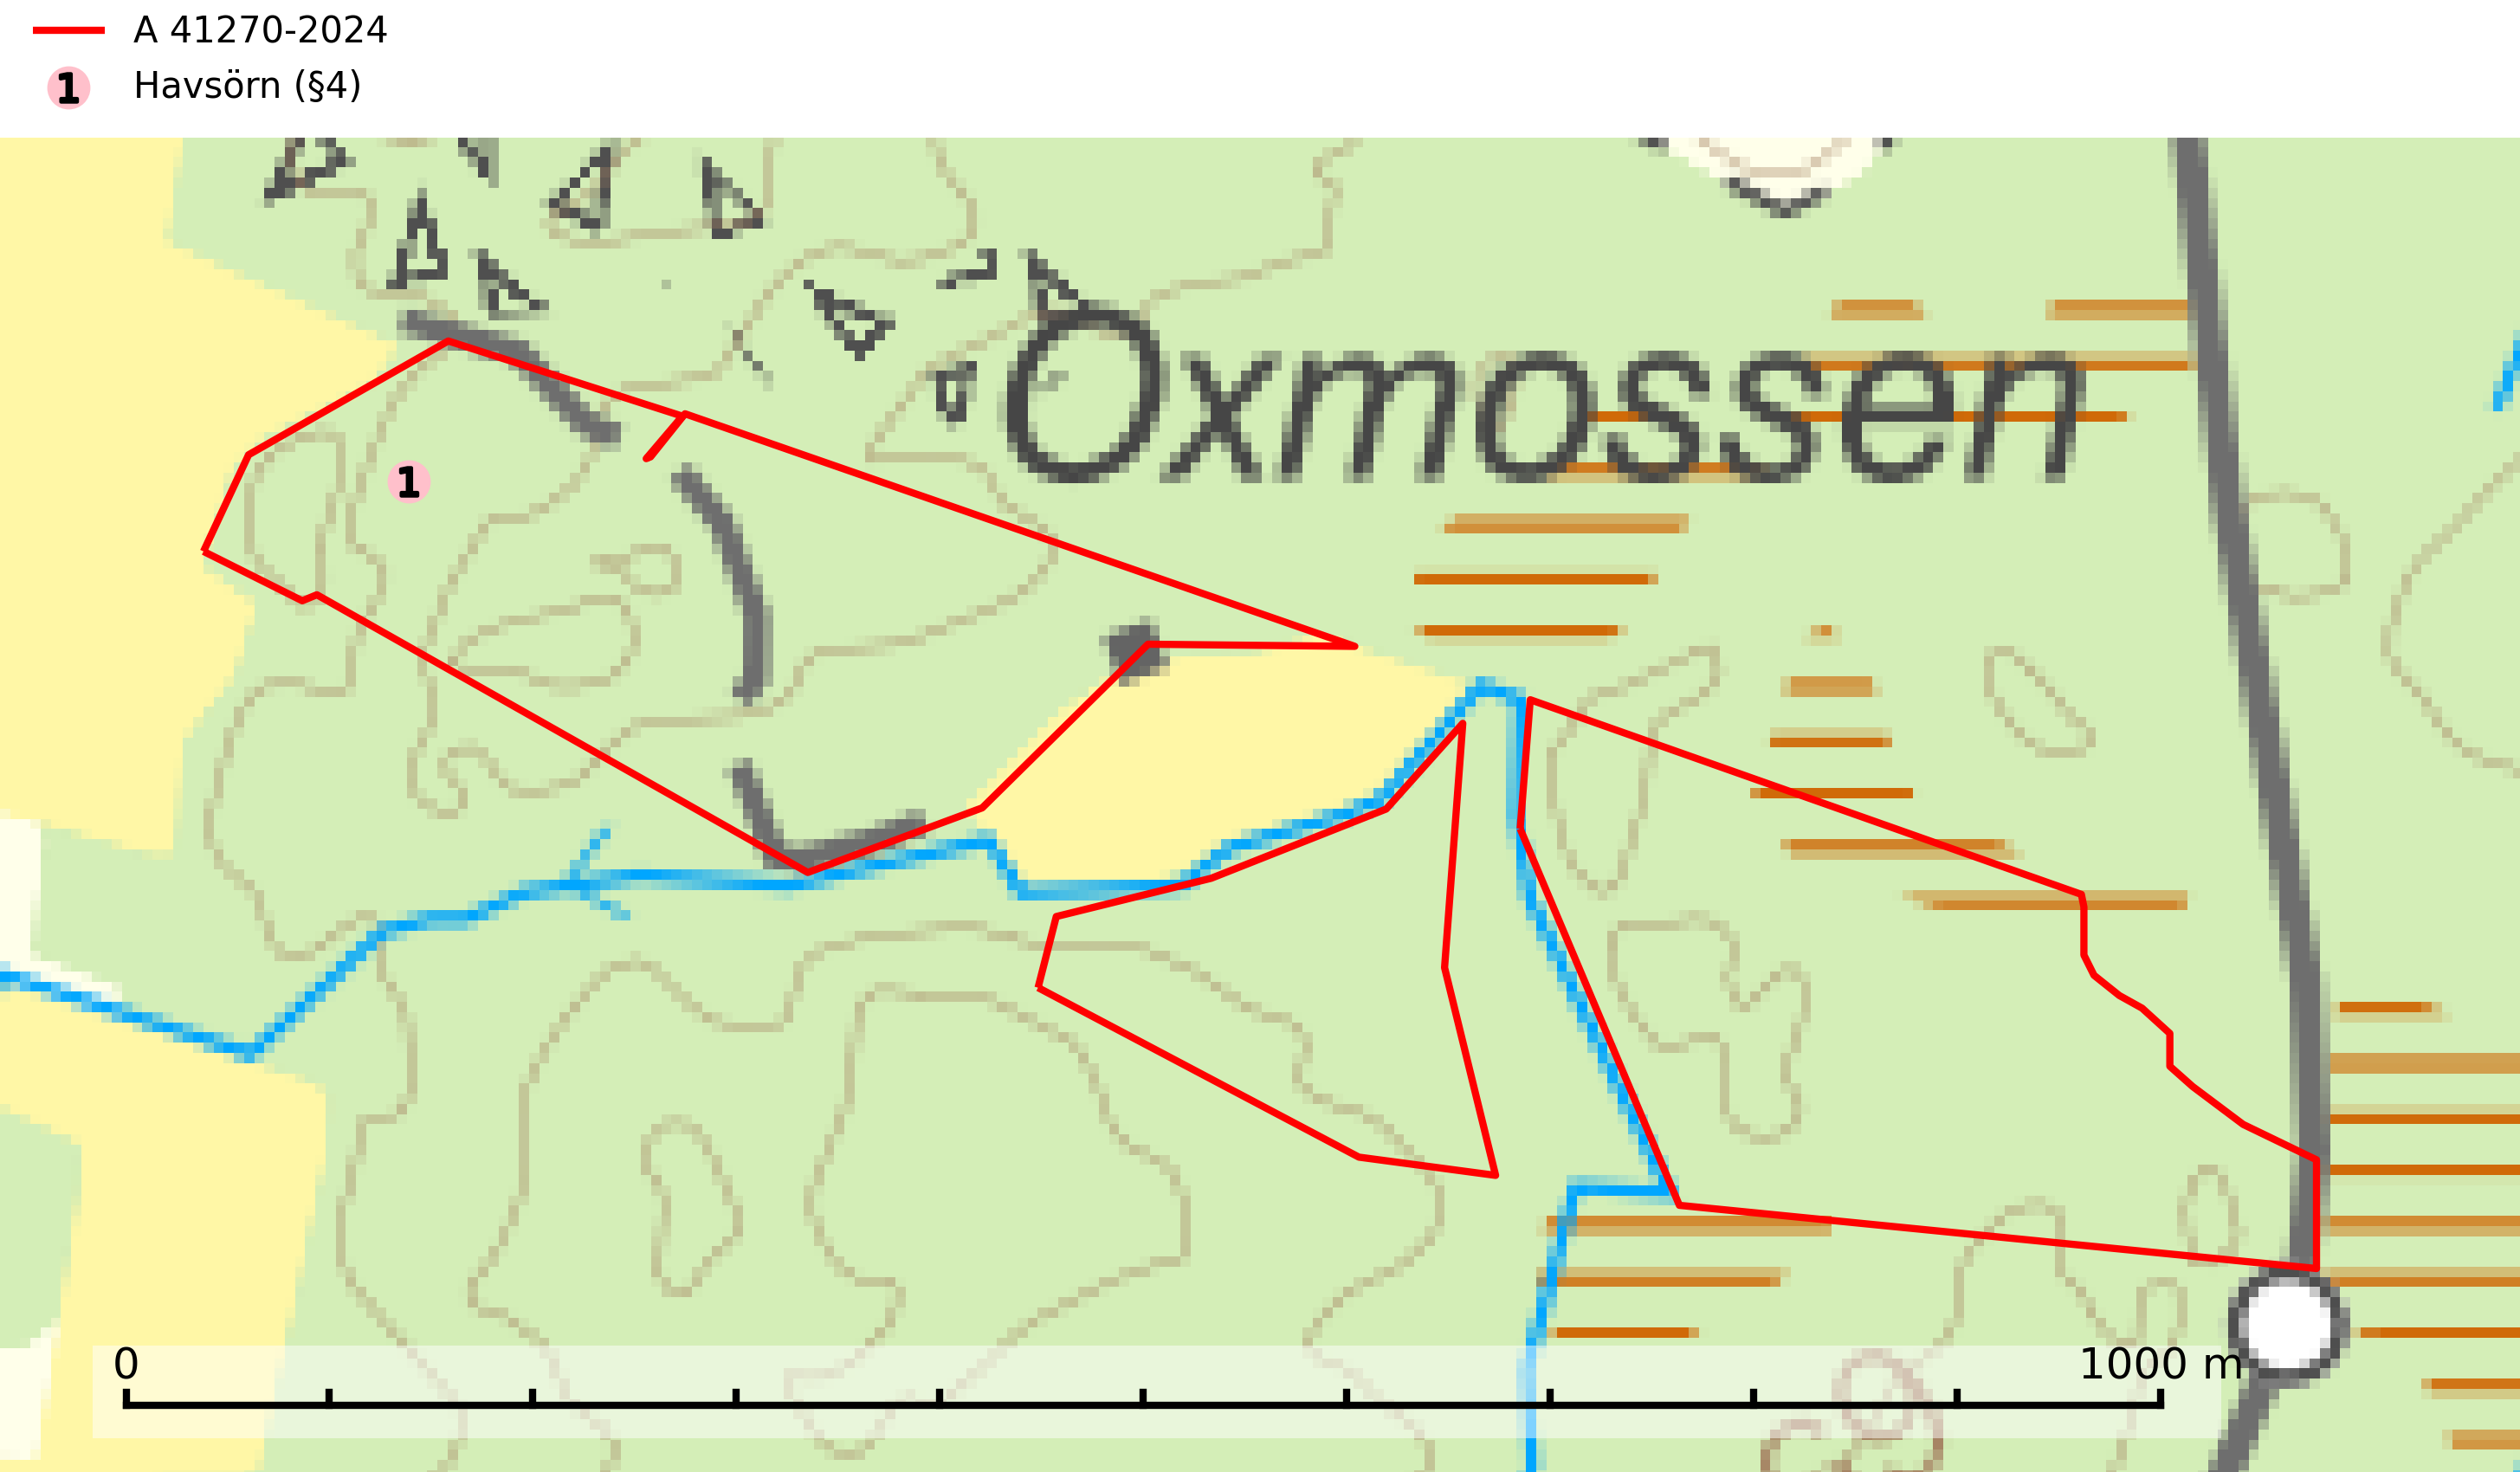 A 41270-2024
1 Havsörn (§4)
Oxmossen
1
0 1000 m